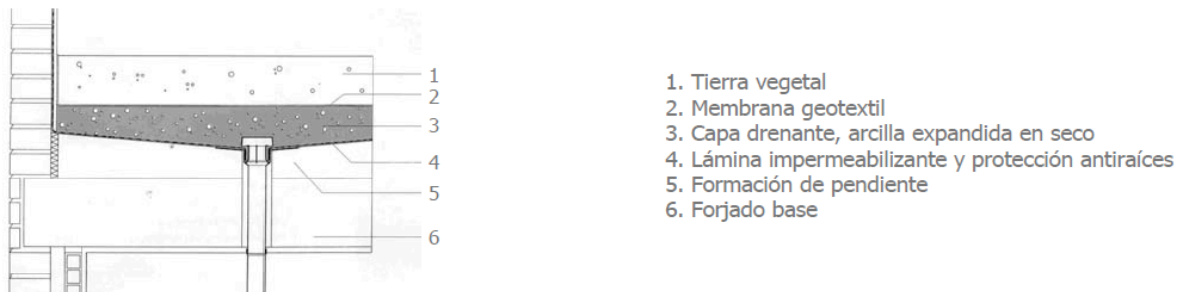 1
2
3
4
5
6
1. Tierra vegetal
2. Membrana geotextil
3. Capa drenante, arcilla expandida en seco
4. Lámina impermeabilizante y protección antiraíces
5. Formación de pendiente
6. Forjado base